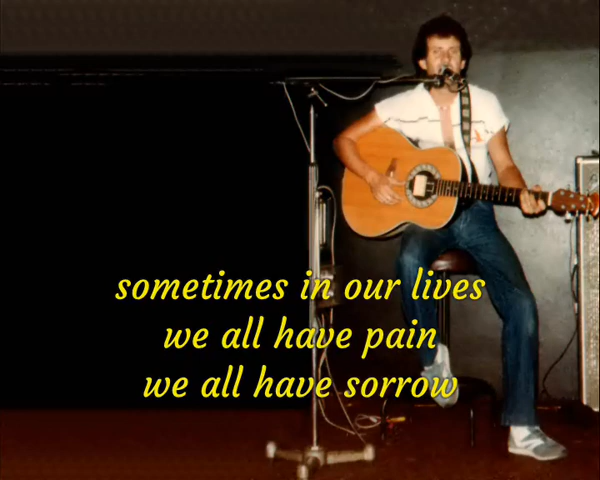 sometimes in our lives
we all have pain
we all have sorrow